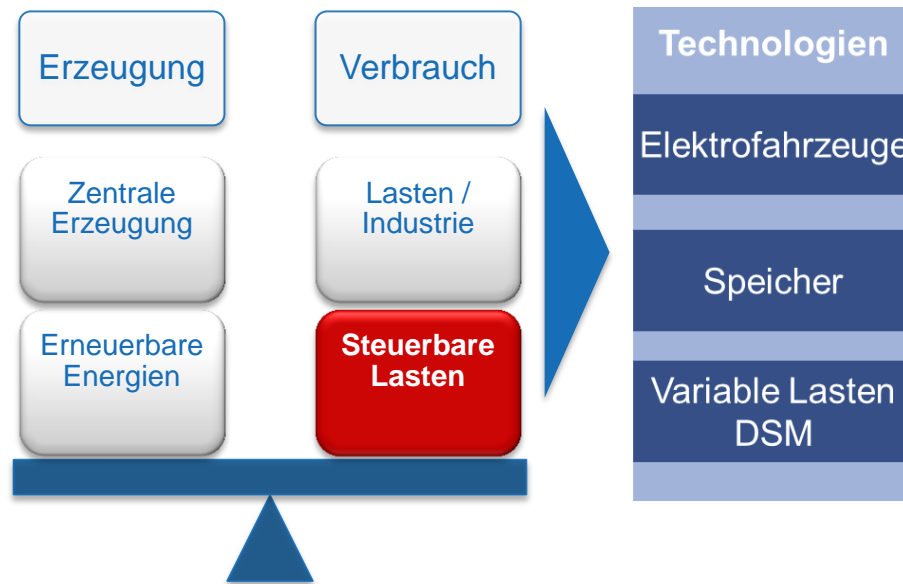 Erzeugung
Verbrauch
Zentrale
Erzeugung
Lasten /
Industrie
Erneuerbare
Energien
Steuerbare
Lasten
Technologien
Elektrofahrzeuge
Speicher
Variable Lasten
DSM